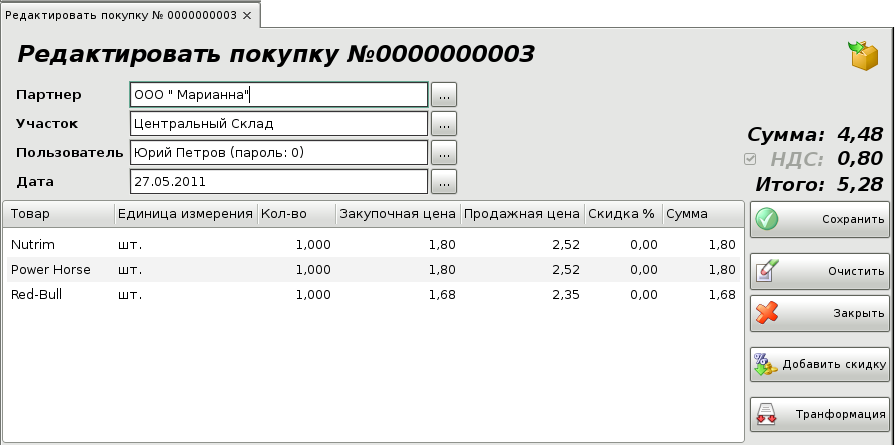 Редактировать покупку № 0000000003 ×
Редактировать покупку №0000000003
Партнер ООО " Марианна" ...
Участок Центральный Склад ...
Пользователь Юрий Петров (пароль: 0) ...
Дата 27.05.2011 ...
Сумма: 4,48
НДС: 0,80
Итого: 5,28
Товар Единица измерения Кол-во Закупочная цена Продажная цена Скидка % Сумма
Nutrim шт. 1,000 1,80 2,52 0,00 1,80
Power Horse шт. 1,000 1,80 2,52 0,00 1,80
Red-Bull шт. 1,000 1,68 2,35 0,00 1,68
Сохранить
Очистить
Закрыть
Добавить скидку
Транформация